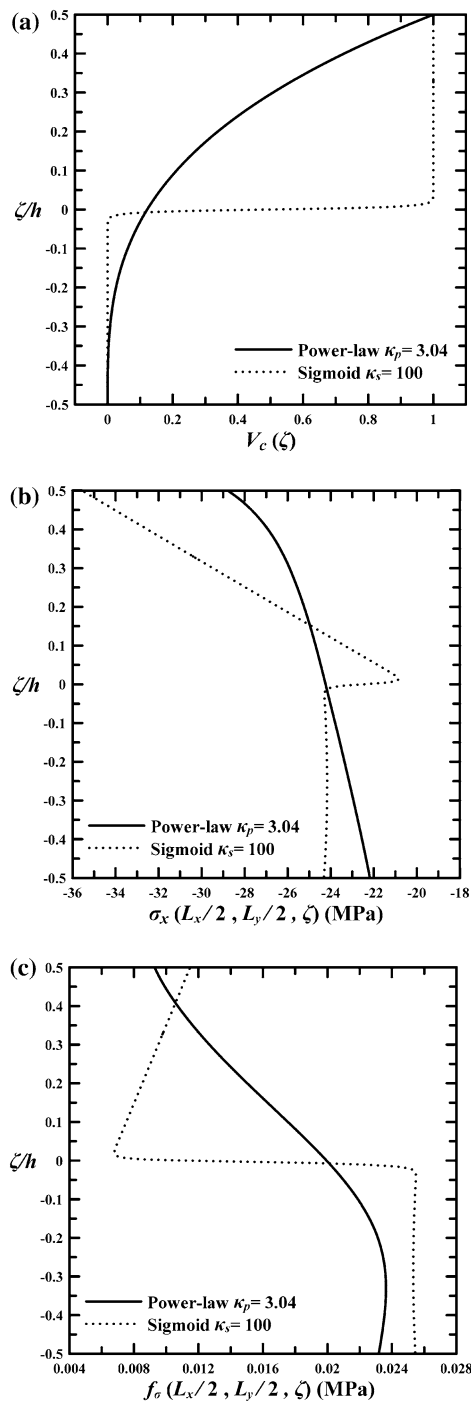 (a)
0.5
0.4
0.3
0.2
0.1
ζ/h
0
-0.1
-0.2
-0.3
-0.4
-0.5
Power-law κp= 3.04
Sigmoid κs= 100
0 0.2 0.4 0.6 0.8 1
Vc (ζ)
(b)
0.5
0.4
0.3
0.2
0.1
ζ/h
0
-0.1
-0.2
-0.3
-0.4
-0.5
Power-law κp= 3.04
Sigmoid κs= 100
-36 -34 -32 -30 -28 -26 -24 -22 -20 -18
σx (Lx/2 , Ly/2 , ζ) (MPa)
(c)
0.5
0.4
0.3
0.2
0.1
ζ/h
0
-0.1
-0.2
-0.3
-0.4
-0.5
Power-law κp= 3.04
Sigmoid κs= 100
0.004 0.008 0.012 0.016 0.02 0.024 0.028
fσ (Lx/2 , Ly/2 , ζ) (MPa)